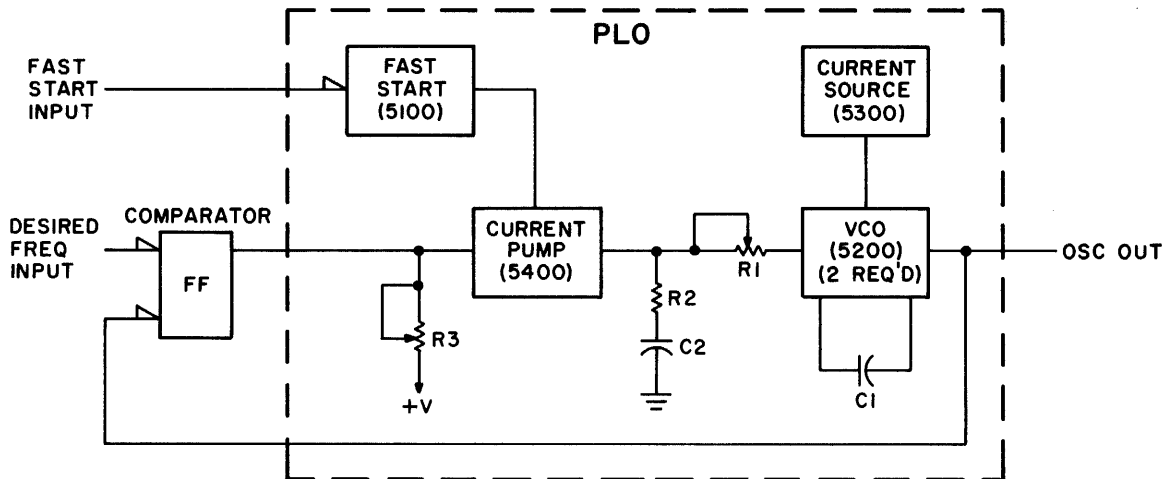 PLO
FAST
START
INPUT
FAST
START
(5100)
CURRENT
SOURCE
(5300)
DESIRED
FREQ
INPUT
COMPARATOR
FF
CURRENT
PUMP
(5400)
R1
VCO
(5200)
(2 REQ'D)
OSC OUT
R2
R3
C2
C1
+V